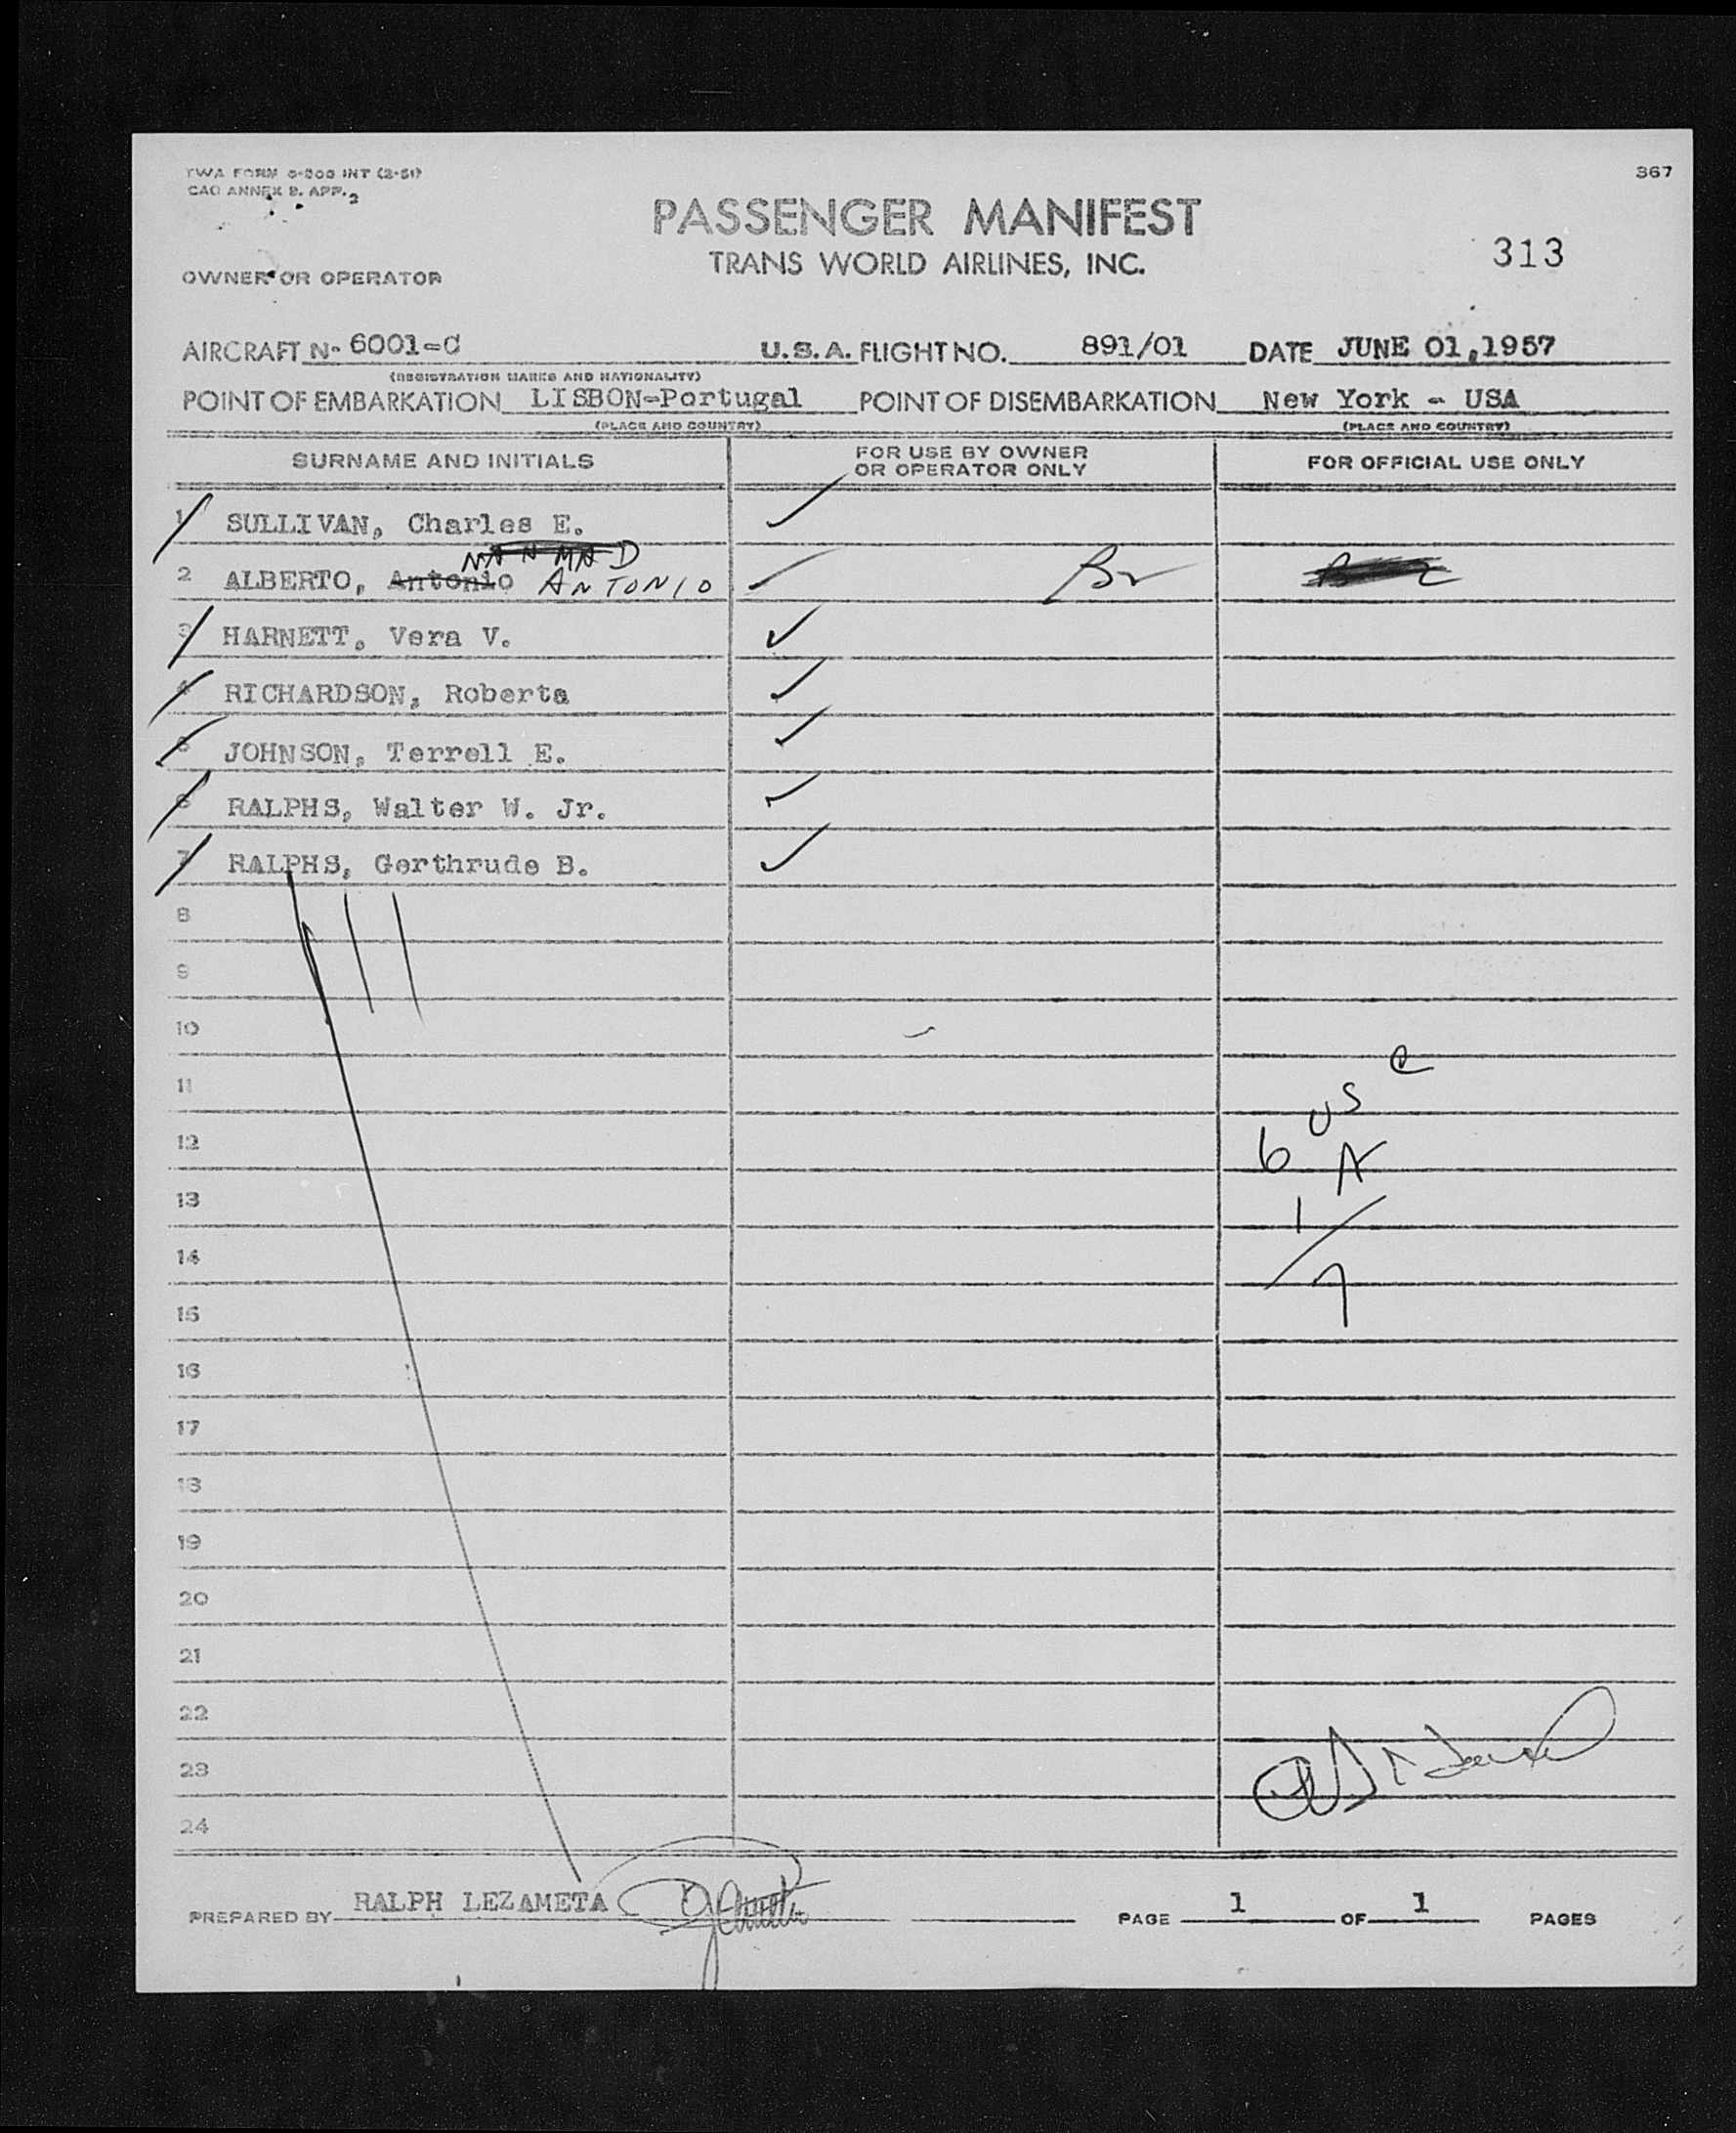 TWA FORM 0-800 INT (2-51)
CAO ANNEX 9. APP. 2
367
PASSENGER MANIFEST
TRANS WORLD AIRLINES, INC.
313
OWNER OR OPERATOR
AIRCRAFT N- 6001-C U.S.A. FLIGHT NO. 891/01 DATE JUNE 01,1957
(REGISTRATION MARKS AND NATIONALITY)
POINT OF EMBARKATION LISBON-Portugal POINT OF DISEMBARKATION New York - USA
(PLACE AND COUNTRY) (PLACE AND COUNTRY)
SURNAME AND INITIALS FOR USE BY OWNER OR OPERATOR ONLY FOR OFFICIAL USE ONLY
1 SULLIVAN, Charles E.
2 ALBERTO, Antonio ANTONIO Br
3 HARNETT, Vera V.
4 RICHARDSON, Roberta
5 JOHNSON, Terrell E.
6 RALPHS, Walter W. Jr.
7 RALPHS, Gerthrude B.
8
9
10
11 US C
12 6 A
13 1
14 7
15
16
17
18
19
20
21
22
23
24
PREPARED BY RALPH LEZAMETA PAGE 1 OF 1 PAGES